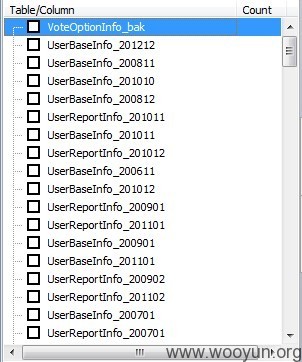 Table/Column Count
VoteOptionInfo_bak
UserBaseInfo_201212
UserBaseInfo_200811
UserBaseInfo_201010
UserBaseInfo_200812
UserReportInfo_201011
UserBaseInfo_201011
UserReportInfo_201012
UserBaseInfo_200611
UserBaseInfo_201012
UserReportInfo_200901
UserReportInfo_201101
UserBaseInfo_200901
UserBaseInfo_201101
UserReportInfo_200902
UserReportInfo_201102
UserBaseInfo_200701
UserReportInfo_200701
www.wooyun.org